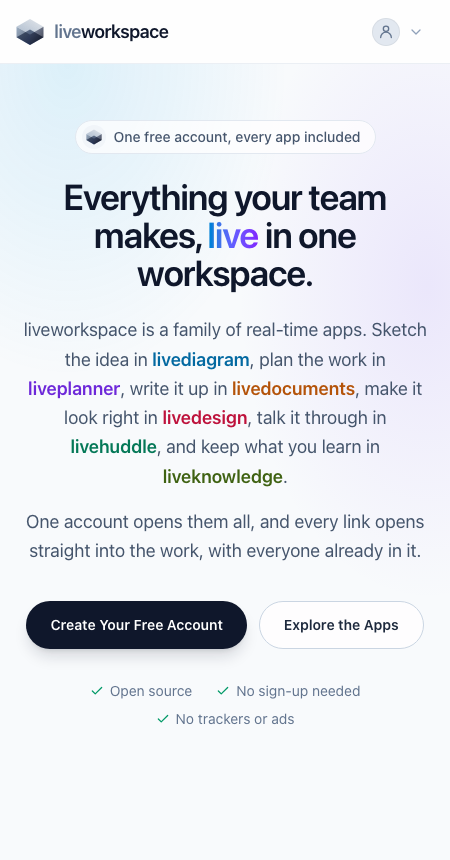 liveworkspace
One free account, every app included
Everything your team
makes, live in one
workspace.
liveworkspace is a family of real-time apps. Sketch
the idea in livediagram, plan the work in
liveplanner, write it up in livedocuments, make it
look right in livedesign, talk it through in
livehuddle, and keep what you learn in
liveknowledge.
One account opens them all, and every link opens
straight into the work, with everyone already in it.
Create Your Free Account
Explore the Apps
Open source
No sign-up needed
No trackers or ads